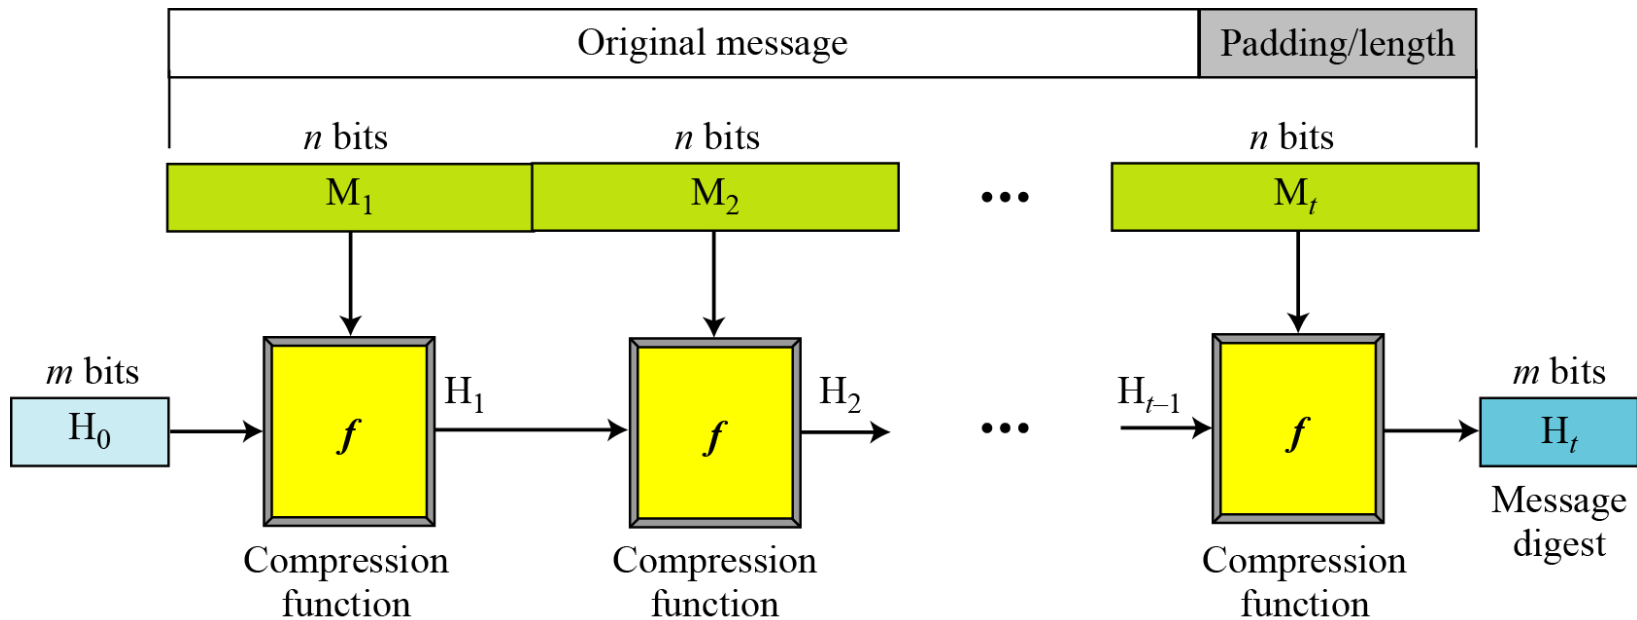 Original message
Padding/length
n bits
n bits
n bits
M1
M2
•••
Mt
m bits
H0
f
H1
f
H2
•••
Ht–1
f
m bits
Ht
Message
digest
Compression
function
Compression
function
Compression
function